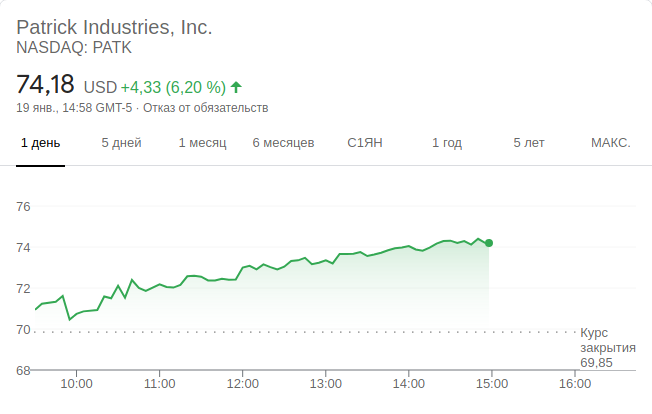 Patrick Industries, Inc.
NASDAQ: PATK
74,18 USD +4,33 (6,20 %)
19 янв., 14:58 GMT-5 · Отказ от обязательств
1 день 5 дней 1 месяц 6 месяцев С1ЯН 1 год 5 лет МАКС.
76
74
72
70
Курс
закрытия
69,85
68
10:00 11:00 12:00 13:00 14:00 15:00 16:00